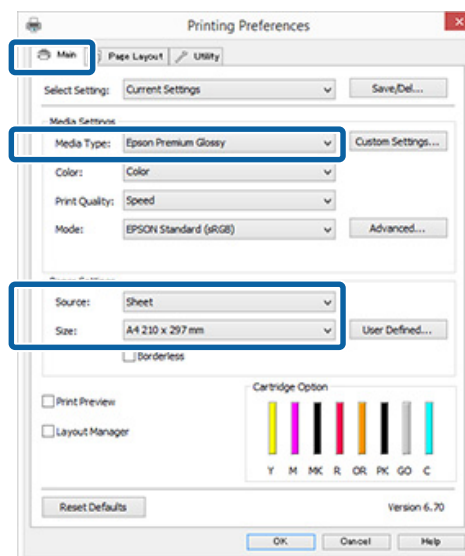 Printing Preferences
Main Page Layout Utility
Select Setting: Current Settings Save/Del...
Media Settings
Media Type: Epson Premium Glossy Custom Settings...
Color: Color
Print Quality: Speed
Mode: EPSON Standard (sRGB) Advanced...
Paper Settings
Source: Sheet
Size: A4 210 x 297 mm User Defined...
Borderless
Cartridge Option
Print Preview
Layout Manager
Y M MK R OR PK GO C
Reset Defaults Version 6.70
OK Cancel Help